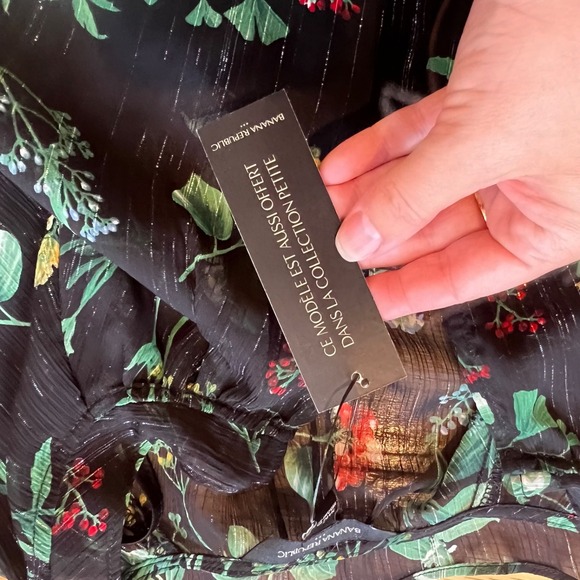 BANANA REPUBLIC
CE MODÈLE EST AUSSI OFFERT
DANS LA COLLECTION PETITE
BANANA REPUBLIC